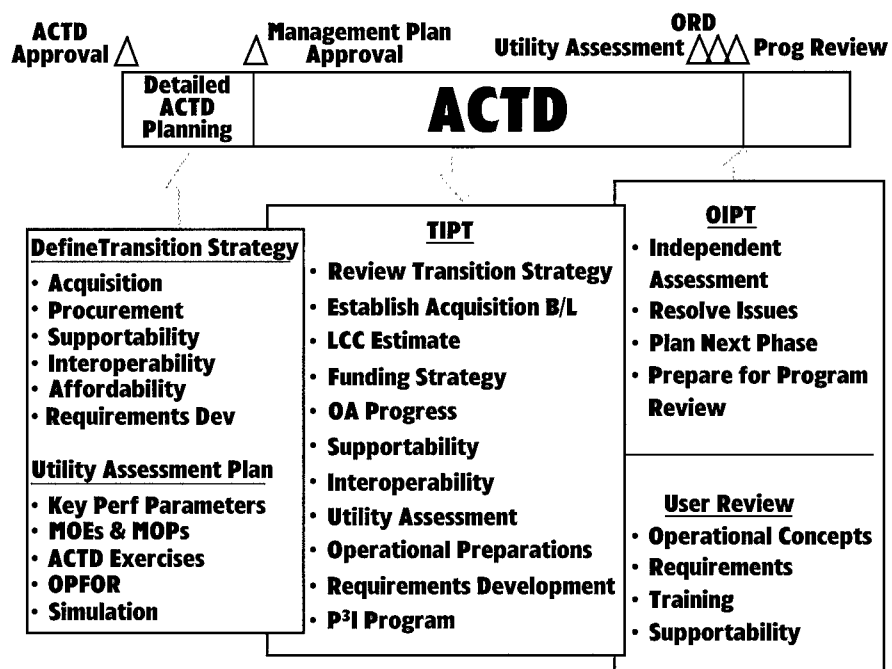 ACTD
Approval
Management Plan
Approval
ORD
Utility Assessment
Prog Review
Detailed
ACTD
Planning
ACTD
DefineTransition Strategy
• Acquisition
• Procurement
• Supportability
• Interoperability
• Affordability
• Requirements Dev
Utility Assessment Plan
• Key Perf Parameters
• MOEs & MOPs
• ACTD Exercises
• OPFOR
• Simulation
TIPT
• Review Transition Strategy
• Establish Acquisition B/L
• LCC Estimate
• Funding Strategy
• OA Progress
• Supportability
• Interoperability
• Utility Assessment
• Operational Preparations
• Requirements Development
• P³I Program
OIPT
• Independent
Assessment
• Resolve Issues
• Plan Next Phase
• Prepare for Program
Review
User Review
• Operational Concepts
• Requirements
• Training
• Supportability